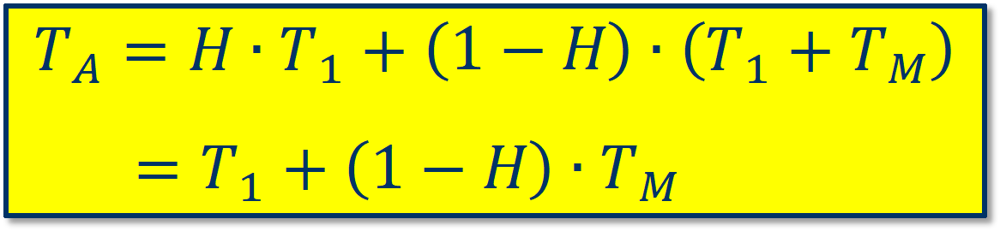 T_A = H · T_1 + (1 − H) · (T_1 + T_M)
= T_1 + (1 − H) · T_M